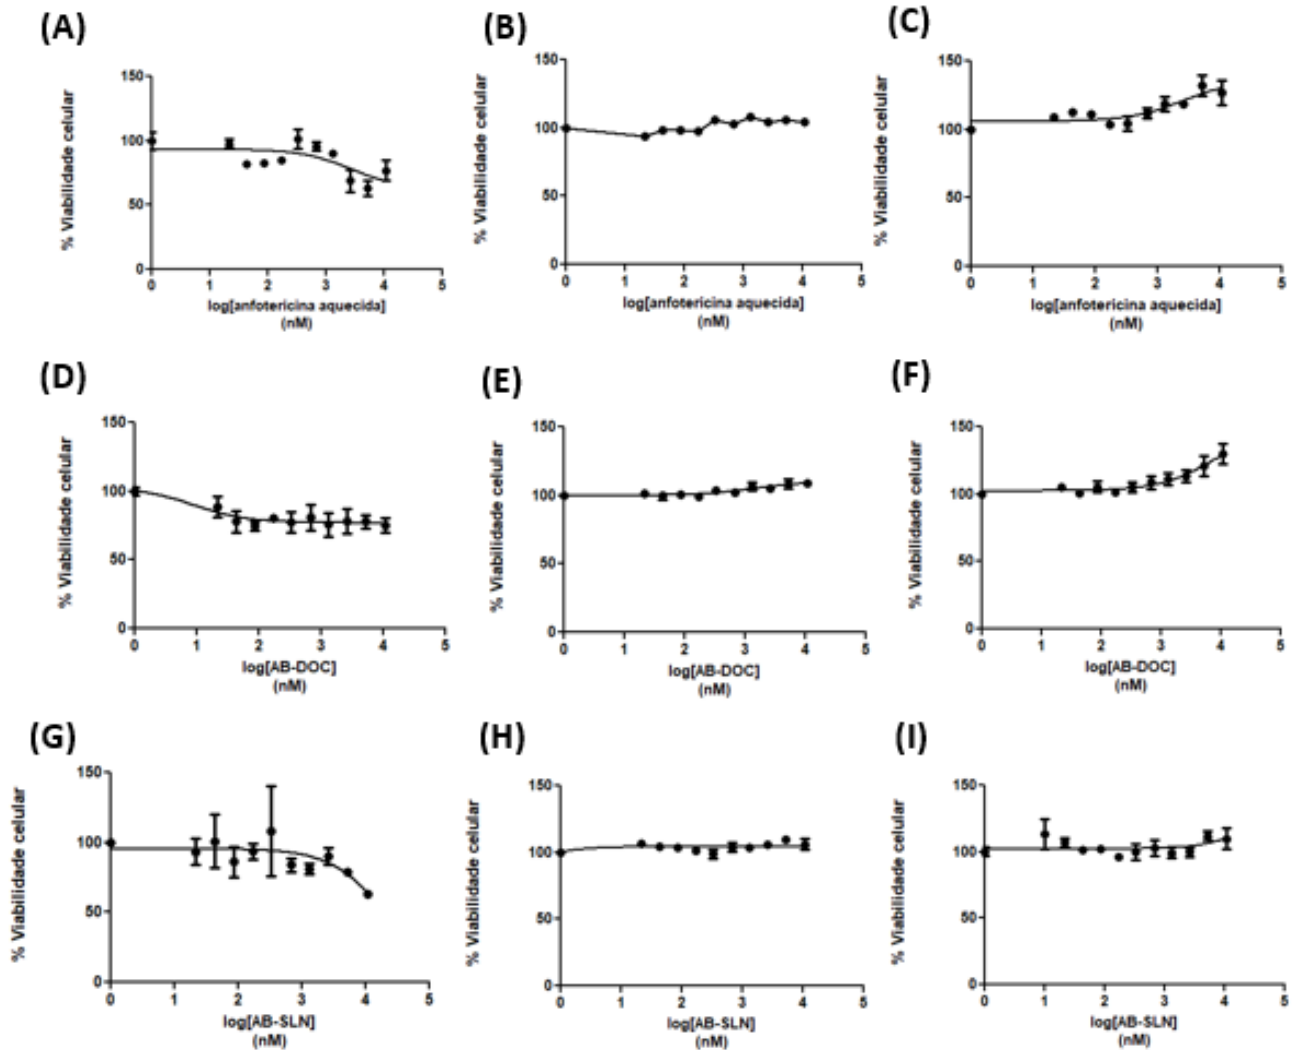 (A)
% Viabilidade celular
150
100
50
0
0 1 2 3 4 5
log[anfotericina aquecida]
(nM)
(B)
% Viabilidade celular
150
100
50
0
0 1 2 3 4 5
log[anfotericina aquecida]
(nM)
(C)
% Viabilidade celular
150
100
50
0
0 1 2 3 4 5
log[anfotericina aquecida]
(nM)
(D)
% Viabilidade celular
150
100
50
0
0 1 2 3 4 5
log[AB-DOC]
(nM)
(E)
% Viabilidade celular
150
100
50
0
0 1 2 3 4 5
log[AB-DOC]
(nM)
(F)
% Viabilidade celular
150
100
50
0
0 1 2 3 4 5
log[AB-DOC]
(nM)
(G)
% Viabilidade celular
150
100
50
0
0 1 2 3 4 5
log[AB-SLN]
(nM)
(H)
% Viabilidade celular
150
100
50
0
0 1 2 3 4 5
log[AB-SLN]
(nM)
(I)
% Viabilidade celular
150
100
50
0
0 1 2 3 4 5
log[AB-SLN]
(nM)